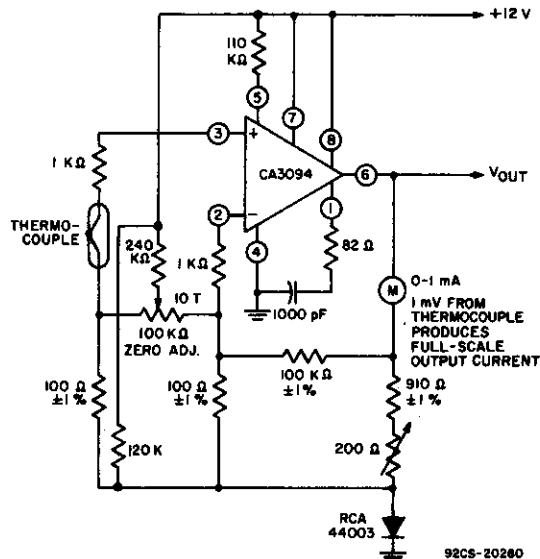 +12 V
110
KΩ
5
7
8
3
+
CA3094
6
VOUT
1 KΩ
2
−
1
4
THERMO-
COUPLE
240
KΩ
1 KΩ
82 Ω
M
0-1 mA
1 mV FROM
THERMOCOUPLE
PRODUCES
FULL-SCALE
OUTPUT CURRENT
10 T
1000 pF
100 KΩ
ZERO ADJ.
100 Ω
±1%
100 Ω
±1%
100 KΩ
±1%
910 Ω
±1%
120 K
200 Ω
RCA
44003
92CS-20260